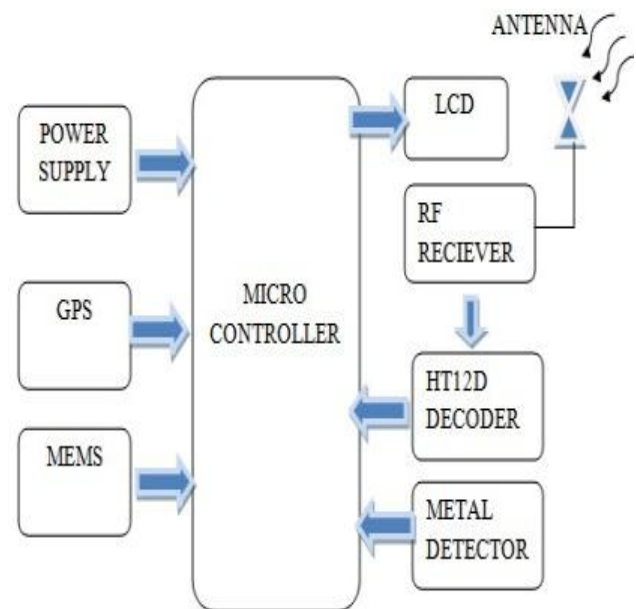 ANTENNA
POWER
SUPPLY
GPS
MEMS
MICRO
CONTROLLER
LCD
RF
RECIEVER
HT12D
DECODER
METAL
DETECTOR